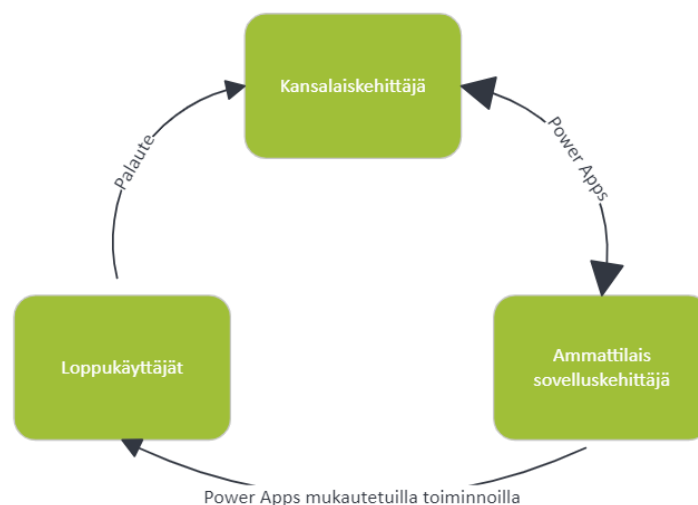 Kansalaiskehittäjä
Palaute
Power Apps
Loppukäyttäjät
Ammattilais
sovelluskehittäjä
Power Apps mukautetuilla toiminnoilla